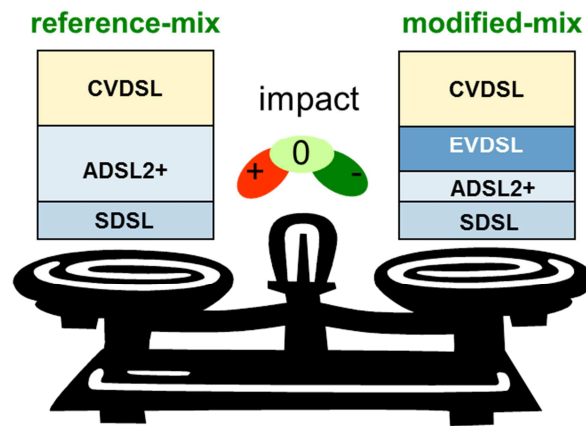 reference-mix
modified-mix
CVDSL
ADSL2+
SDSL
impact
+
0
-
CVDSL
EVDSL
ADSL2+
SDSL